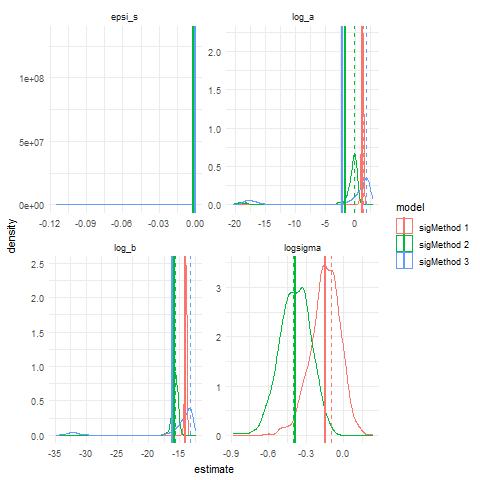 epsi_s
log_a
1e+08
5e+07
0e+00
-0.12
-0.09
-0.06
-0.03
0.00
2.0
1.5
1.0
0.5
0.0
-20
-15
-10
-5
0
density
log_b
logsigma
2.5
2.0
1.5
1.0
0.5
0.0
-35
-30
-25
-20
-15
3
2
1
0
-0.9
-0.6
-0.3
0.0
estimate
model
sigMethod 1
sigMethod 2
sigMethod 3